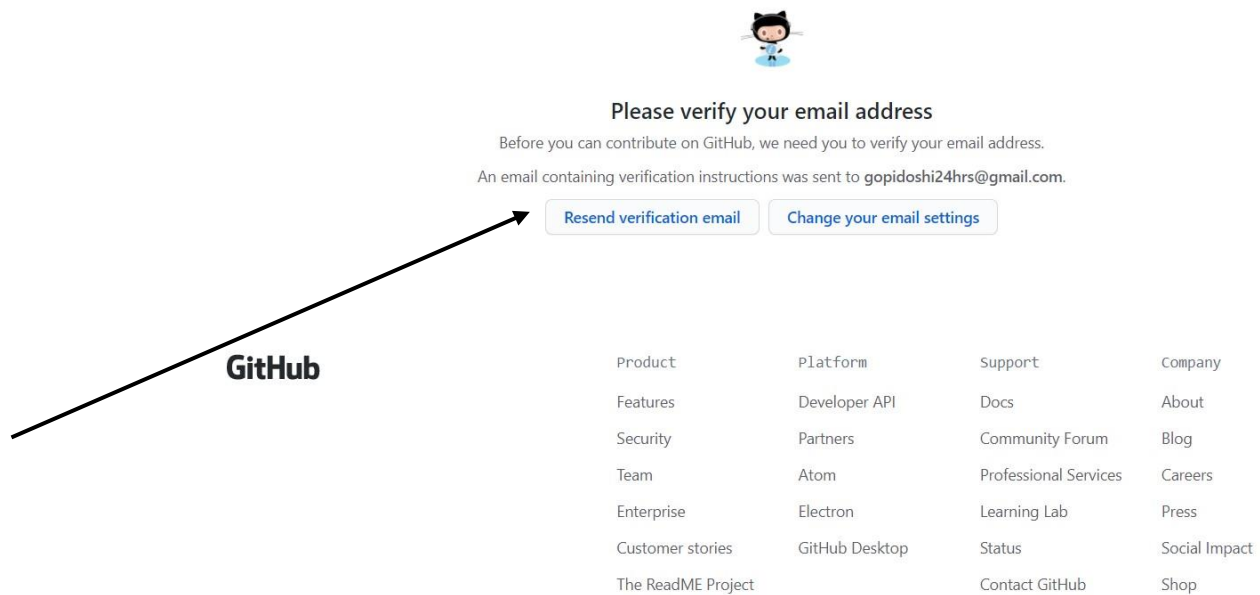 Please verify your email address
Before you can contribute on GitHub, we need you to verify your email address.
An email containing verification instructions was sent to gopidoshi24hrs@gmail.com.
Resend verification email Change your email settings
GitHub
Product Platform Support Company
Features Developer API Docs About
Security Partners Community Forum Blog
Team Atom Professional Services Careers
Enterprise Electron Learning Lab Press
Customer stories GitHub Desktop Status Social Impact
The ReadME Project Contact GitHub Shop